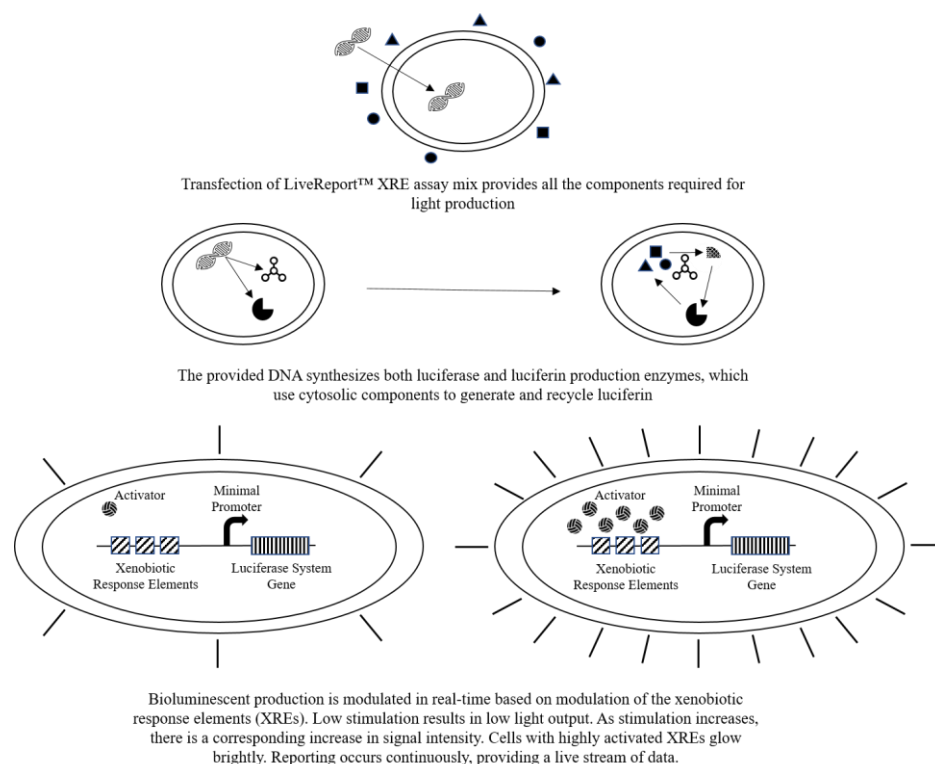 Transfection of LiveReport™ XRE assay mix provides all the components required for
light production
The provided DNA synthesizes both luciferase and luciferin production enzymes, which
use cytosolic components to generate and recycle luciferin
Activator
Minimal
Promoter
Xenobiotic
Response Elements
Luciferase System
Gene
Activator
Minimal
Promoter
Xenobiotic
Response Elements
Luciferase System
Gene
Bioluminescent production is modulated in real-time based on modulation of the xenobiotic
response elements (XREs). Low stimulation results in low light output. As stimulation increases,
there is a corresponding increase in signal intensity. Cells with highly activated XREs glow
brightly. Reporting occurs continuously, providing a live stream of data.